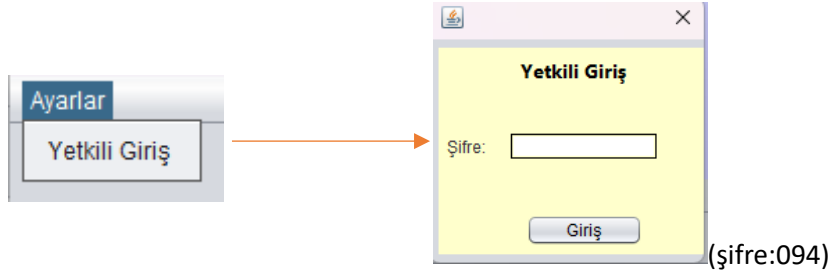 Ayarlar
Yetkili Giriş
Yetkili Giriş
Şifre:
Giriş
(şifre:094)